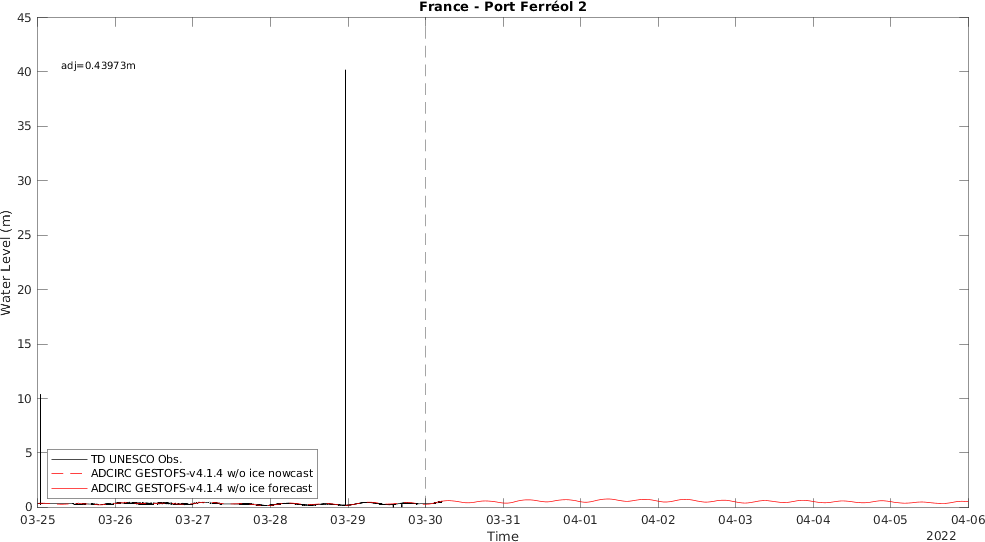 France - Port Ferréol 2
45
40
35
30
25
20
15
10
5
0
Water Level (m)
adj=0.43973m
TD UNESCO Obs.
ADCIRC GESTOFS-v4.1.4 w/o ice nowcast
ADCIRC GESTOFS-v4.1.4 w/o ice forecast
03-25 03-26 03-27 03-28 03-29 03-30 03-31 04-01 04-02 04-03 04-04 04-05 04-06
Time
2022